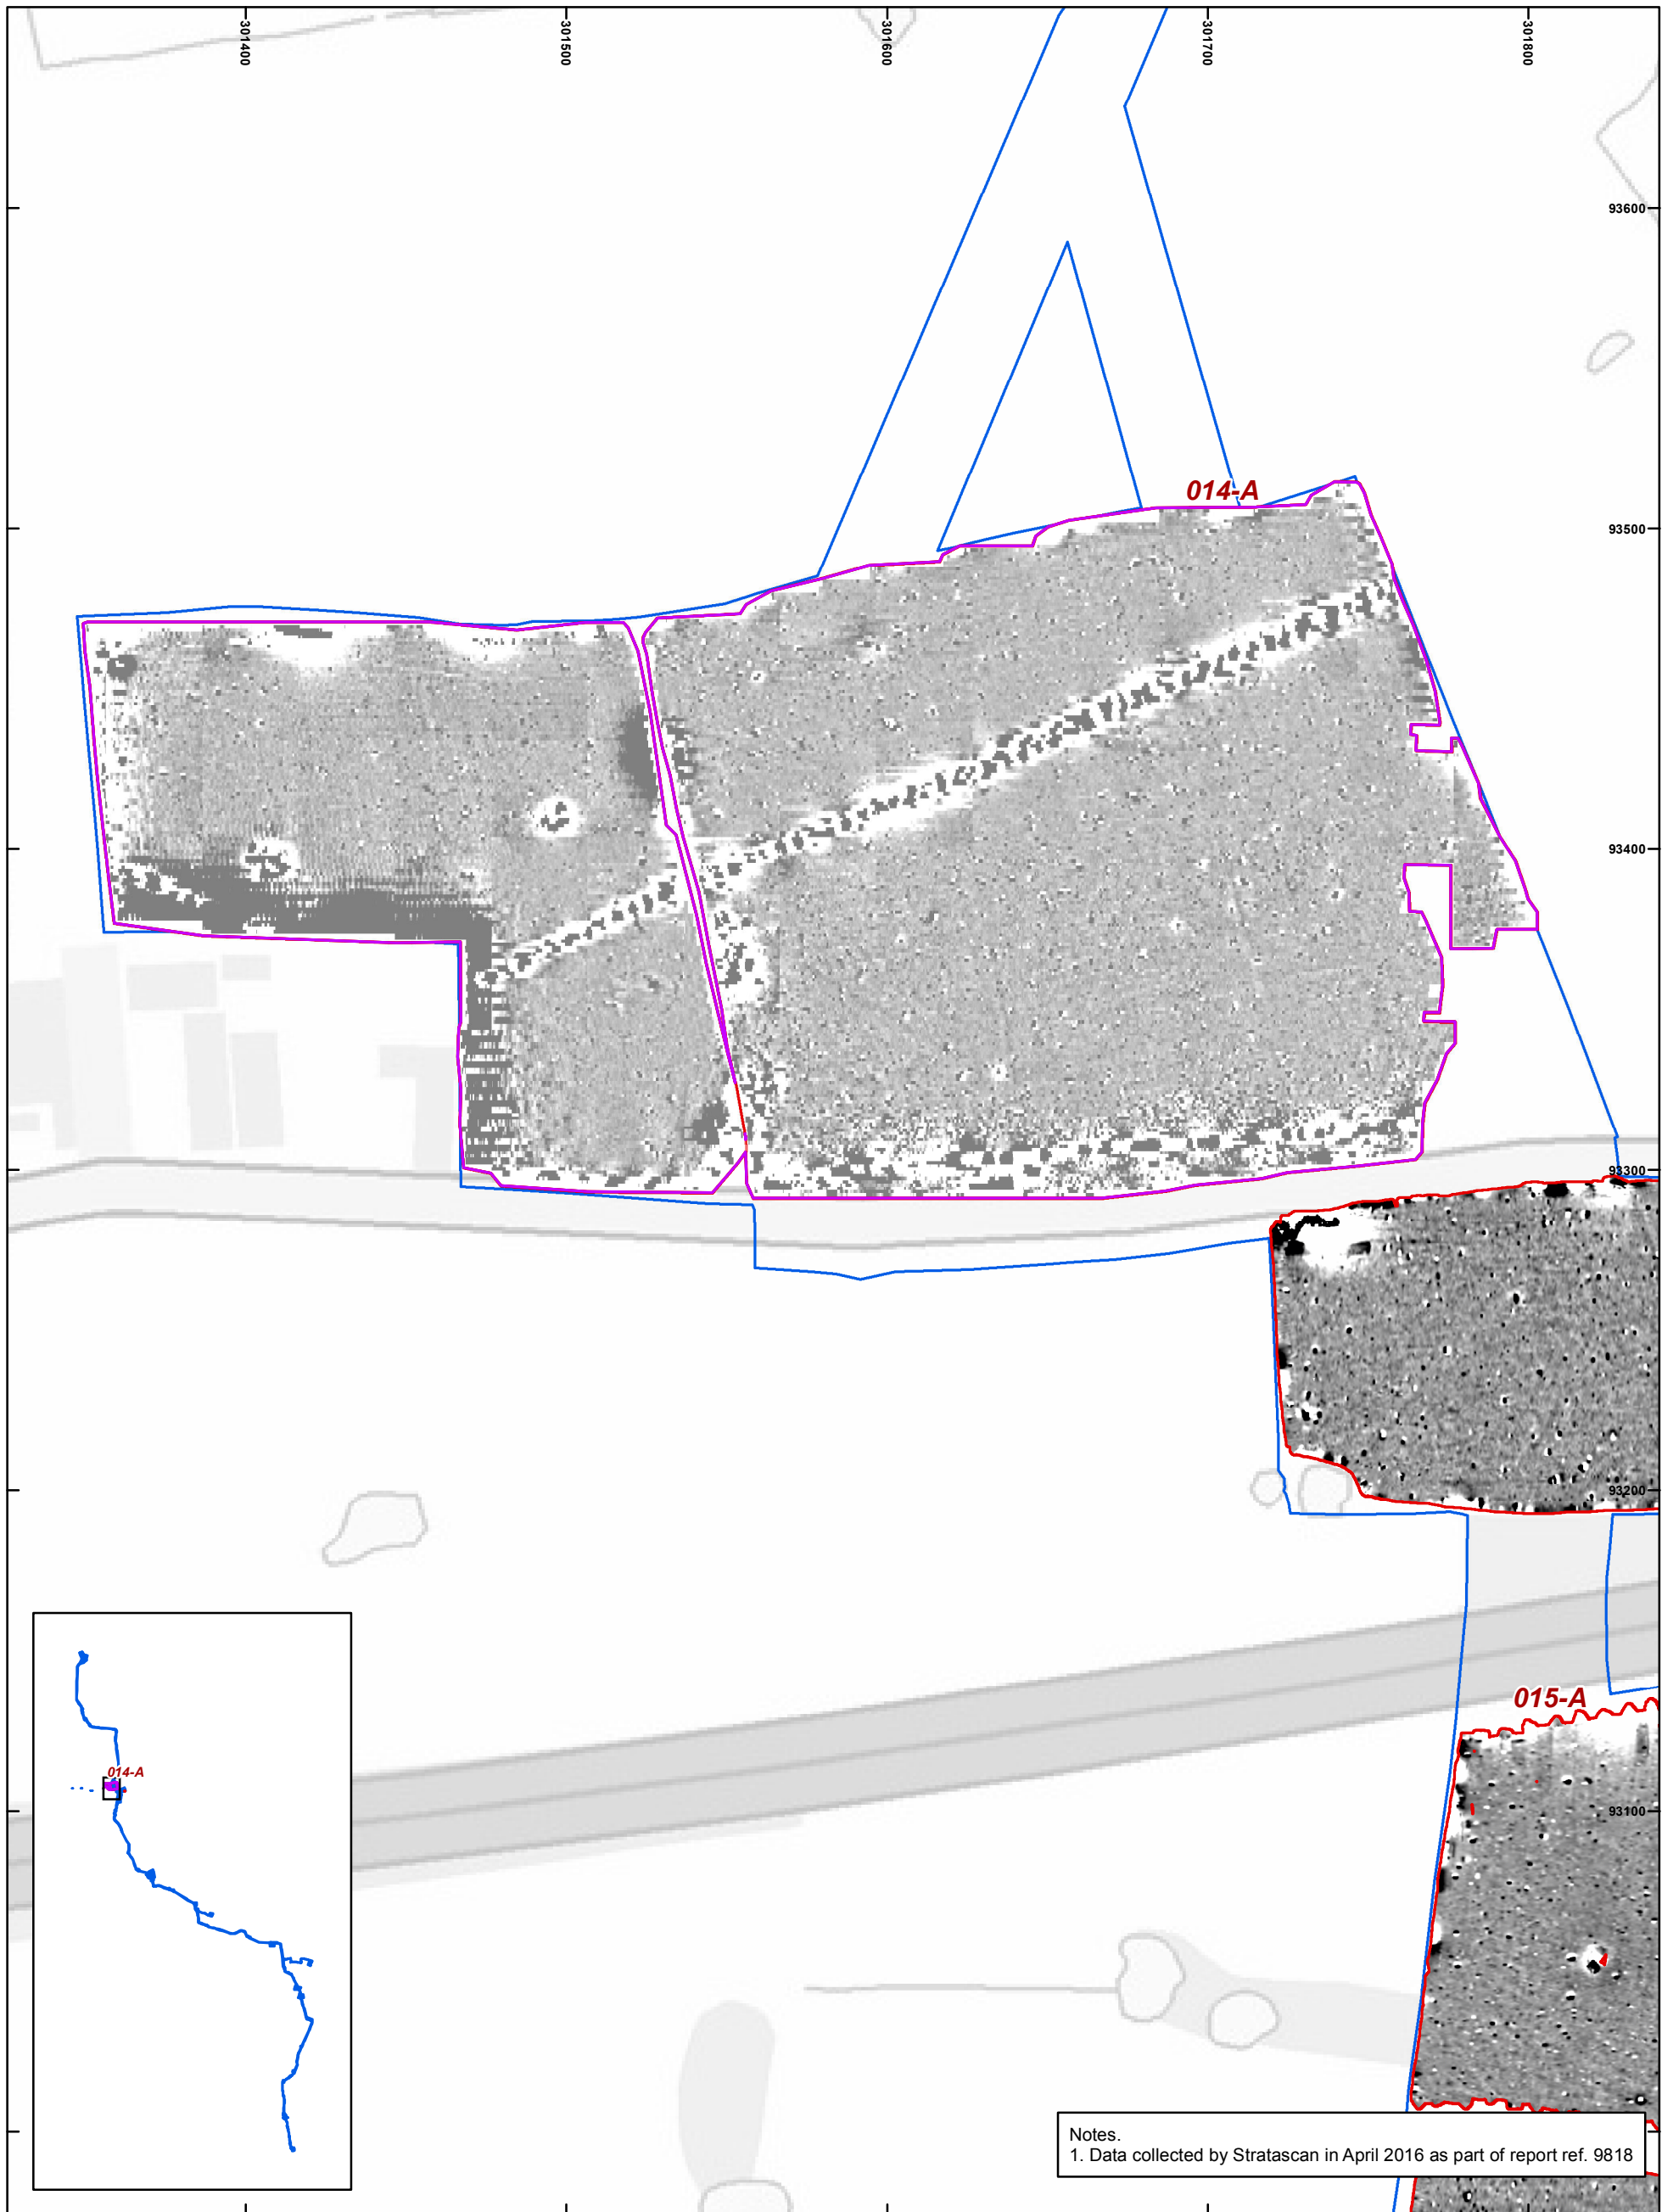 301400
301500
301600
301700
301800
93600
014-A
93500
93400
93300
93200
015-A
014-A
93100
Notes.
1. Data collected by Stratascan in April 2016 as part of report ref. 9818